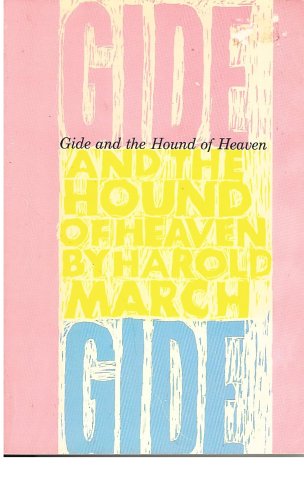 GIDE
Gide and the Hound of Heaven
AND THE
HOUND
OF HEAVEN
BY HAROLD
MARCH
GIDE